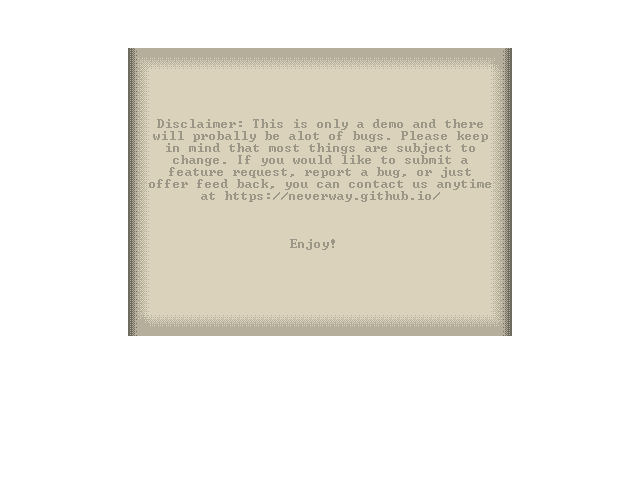 Disclaimer: This is only a demo and there
will probally be alot of bugs. Please keep
in mind that most things are subject to
change. If you would like to submit a
feature request, report a bug, or just
offer feed back, you can contact us anytime
at https://neverway.github.io/
Enjoy!